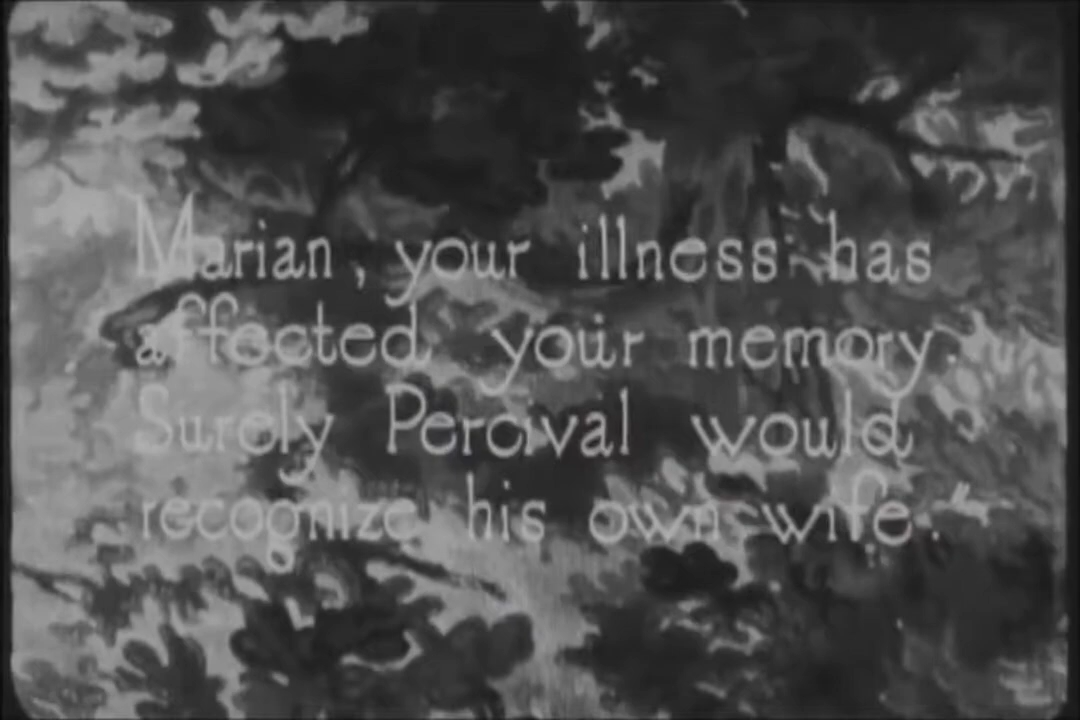 Marian, your illness has
affected your memory.
Surely Percival would
recognize his own wife.